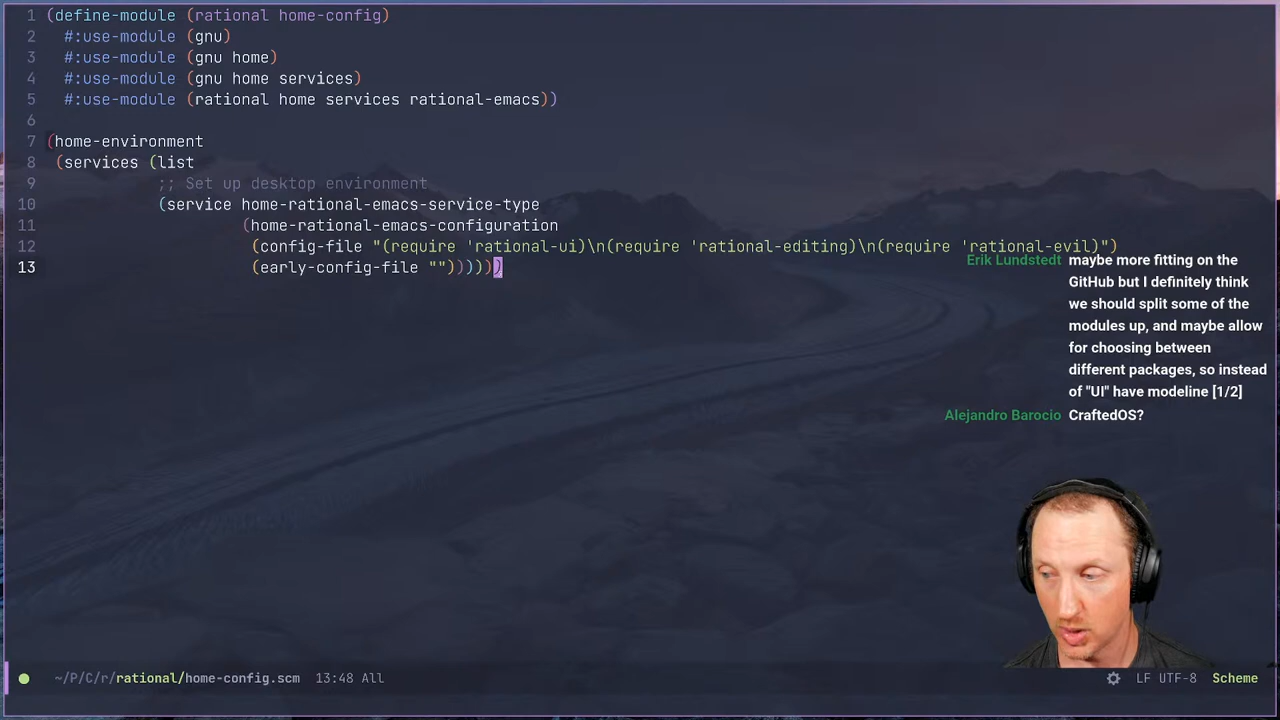 1 (define-module (rational home-config)
2 #:use-module (gnu)
3 #:use-module (gnu home)
4 #:use-module (gnu home services)
5 #:use-module (rational home services rational-emacs))
6
7 (home-environment
8 (services (list
9 ;; Set up desktop environment
10 (service home-rational-emacs-service-type
11 (home-rational-emacs-configuration
12 (config-file "(require 'rational-ui)\n(require 'rational-editing)\n(require 'rational-evil)")
13 (early-config-file ""))))))
Erik Lundstedt maybe more fitting on the
GitHub but I definitely think
we should split some of the
modules up, and maybe allow
for choosing between
different packages, so instead
of "UI" have modeline [1/2]
Alejandro Barocio CraftedOS?
~/P/C/r/rational/home-config.scm 13:48 All LF UTF-8 Scheme